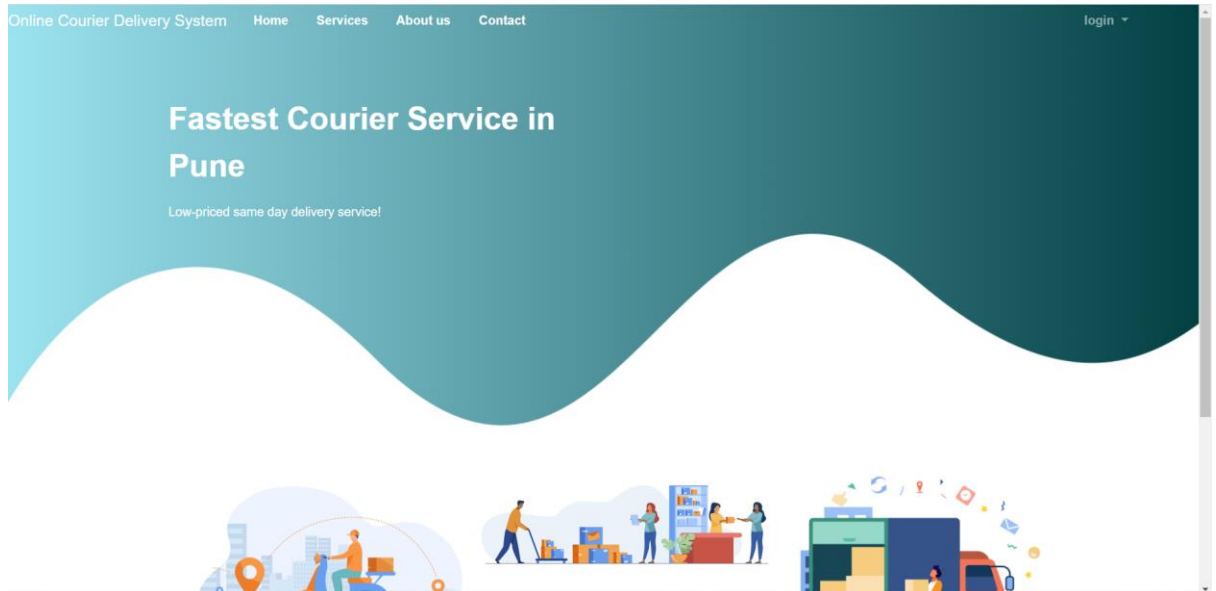 Online Courier Delivery System Home Services About us Contact login
Fastest Courier Service in
Pune
Low-priced same day delivery service!